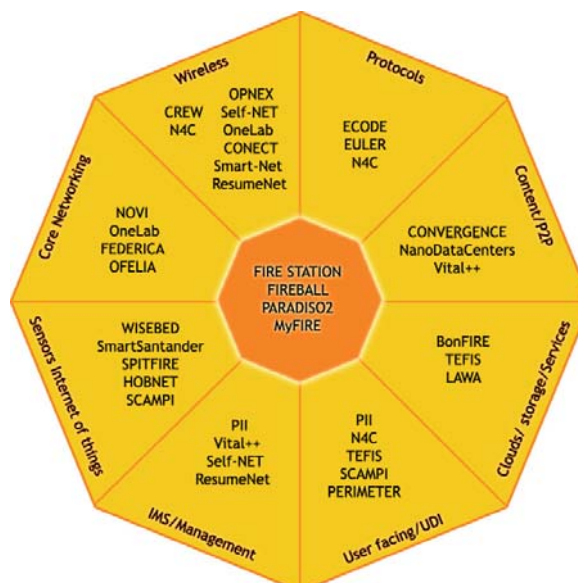 Wireless
OPNEX
CREW Self-NET
N4C OneLab
CONECT
Smart-Net
ResumeNet
Protocols
ECODE
EULER
N4C
Content/P2P
CONVERGENCE
NanoDataCenters
Vital++
Clouds/ storage/Services
BonFIRE
TEFIS
LAWA
User facing/UDI
PII
N4C
TEFIS
SCAMPI
PERIMETER
IMS/Management
PII
Vital++
Self-NET
ResumeNet
Sensors Internet of things
WISEBED
SmartSantander
SPITFIRE
HOBNET
SCAMPI
Core Networking
NOVI
OneLab
FEDERICA
OFELIA
FIRE STATION
FIREBALL
PARADISO2
MyFIRE